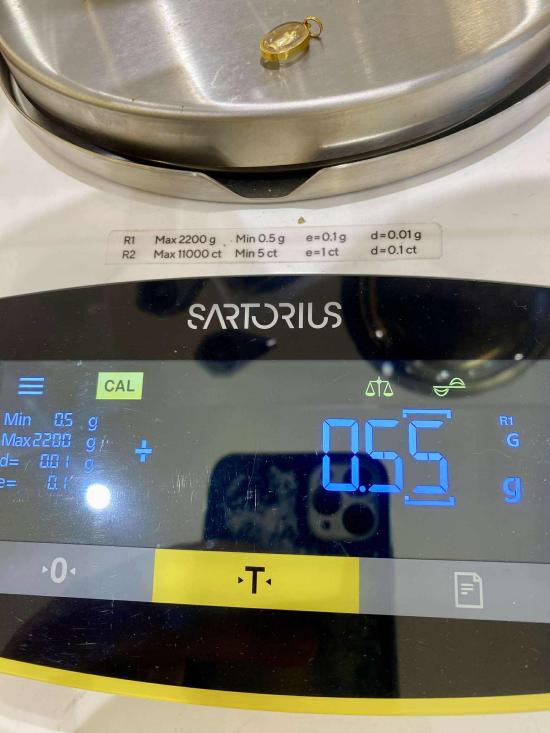 R1 Max 2200 g Min 0.5 g e=0.1 g d=0.01 g
R2 Max 11000 ct Min 5 ct e=1 ct d=0.1 ct
SARTORIUS
CAL
Min 0.5 g
Max 2200 g
d= 0.01 g
e= 0.1
0.55 g
R1
G
0
T